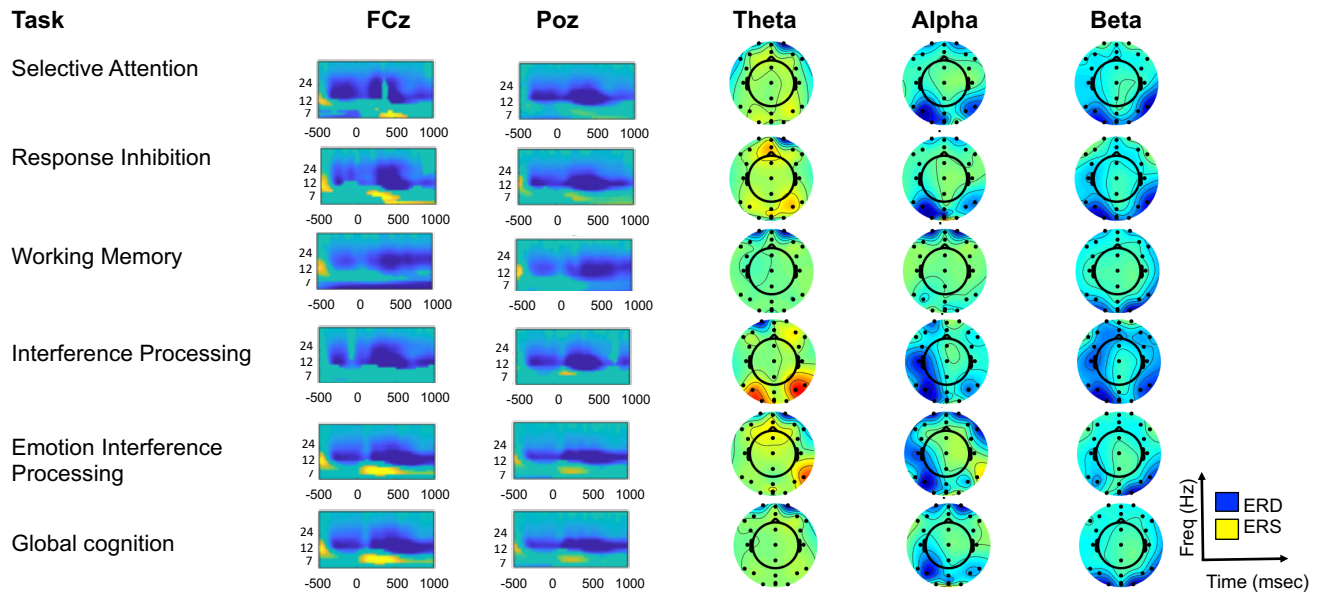 Task FCz Poz Theta Alpha Beta
Selective Attention
24 24
12 12
7 7
-500 0 500 1000 -500 0 500 1000
Response Inhibition
24 24
12 12
7 7
-500 0 500 1000 -500 0 500 1000
Working Memory
24 24
12 12
7 7
-500 0 500 1000 -500 0 500 1000
Interference Processing
24 24
12 12
7 7
-500 0 500 1000 -500 0 500 1000
Emotion Interference
Processing
24 24
12 12
7 7
-500 0 500 1000 -500 0 500 1000
Global cognition
24 24
12 12
7 7
-500 0 500 1000 -500 0 500 1000
Freq (Hz)
ERD
ERS
Time (msec)